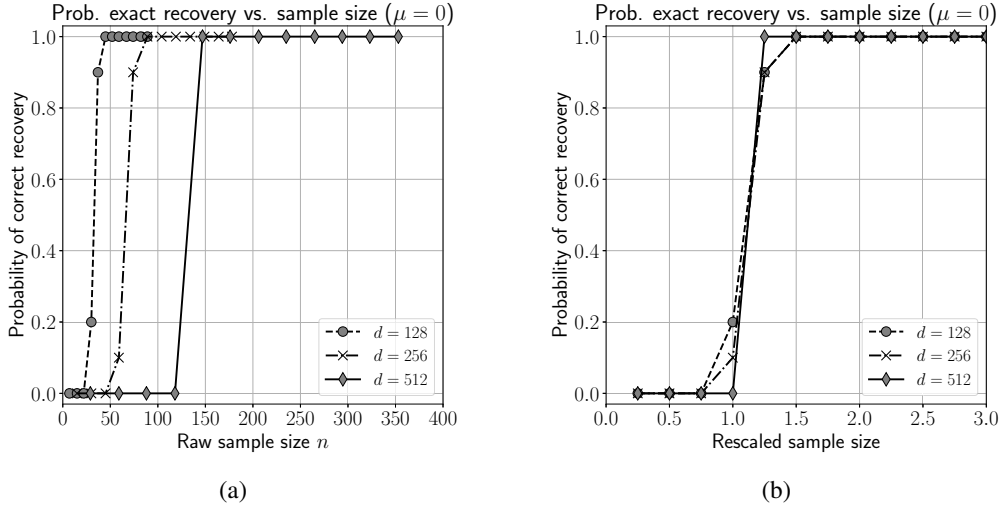 Prob. exact recovery vs. sample size (μ = 0)
Probability of correct recovery
1.0
0.8
0.6
0.4
0.2
0.0
d = 128
d = 256
d = 512
0 50 100 150 200 250 300 350 400
Raw sample size n
(a)
Prob. exact recovery vs. sample size (μ = 0)
Probability of correct recovery
1.0
0.8
0.6
0.4
0.2
0.0
d = 128
d = 256
d = 512
0.0 0.5 1.0 1.5 2.0 2.5 3.0
Rescaled sample size
(b)